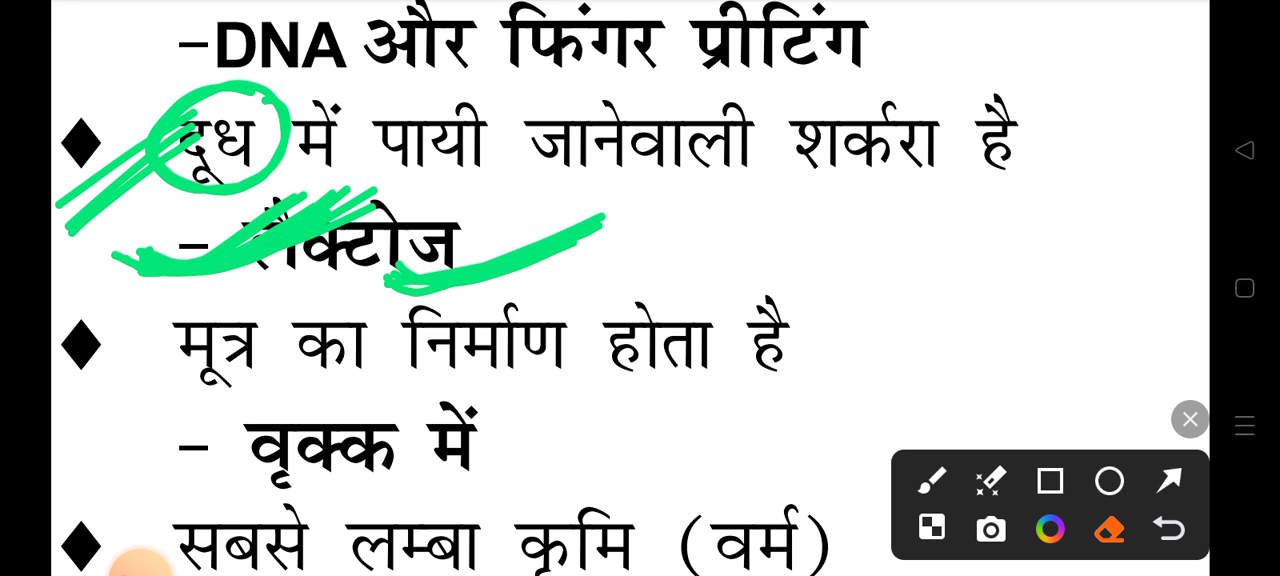 –DNA और फिंगर प्रीटिंग
♦ दूध में पायी जानेवाली शर्करा है
– लैक्टोज
♦ मूत्र का निर्माण होता है
– वृक्क में
♦ सबसे लम्बा कृमि (वर्म)